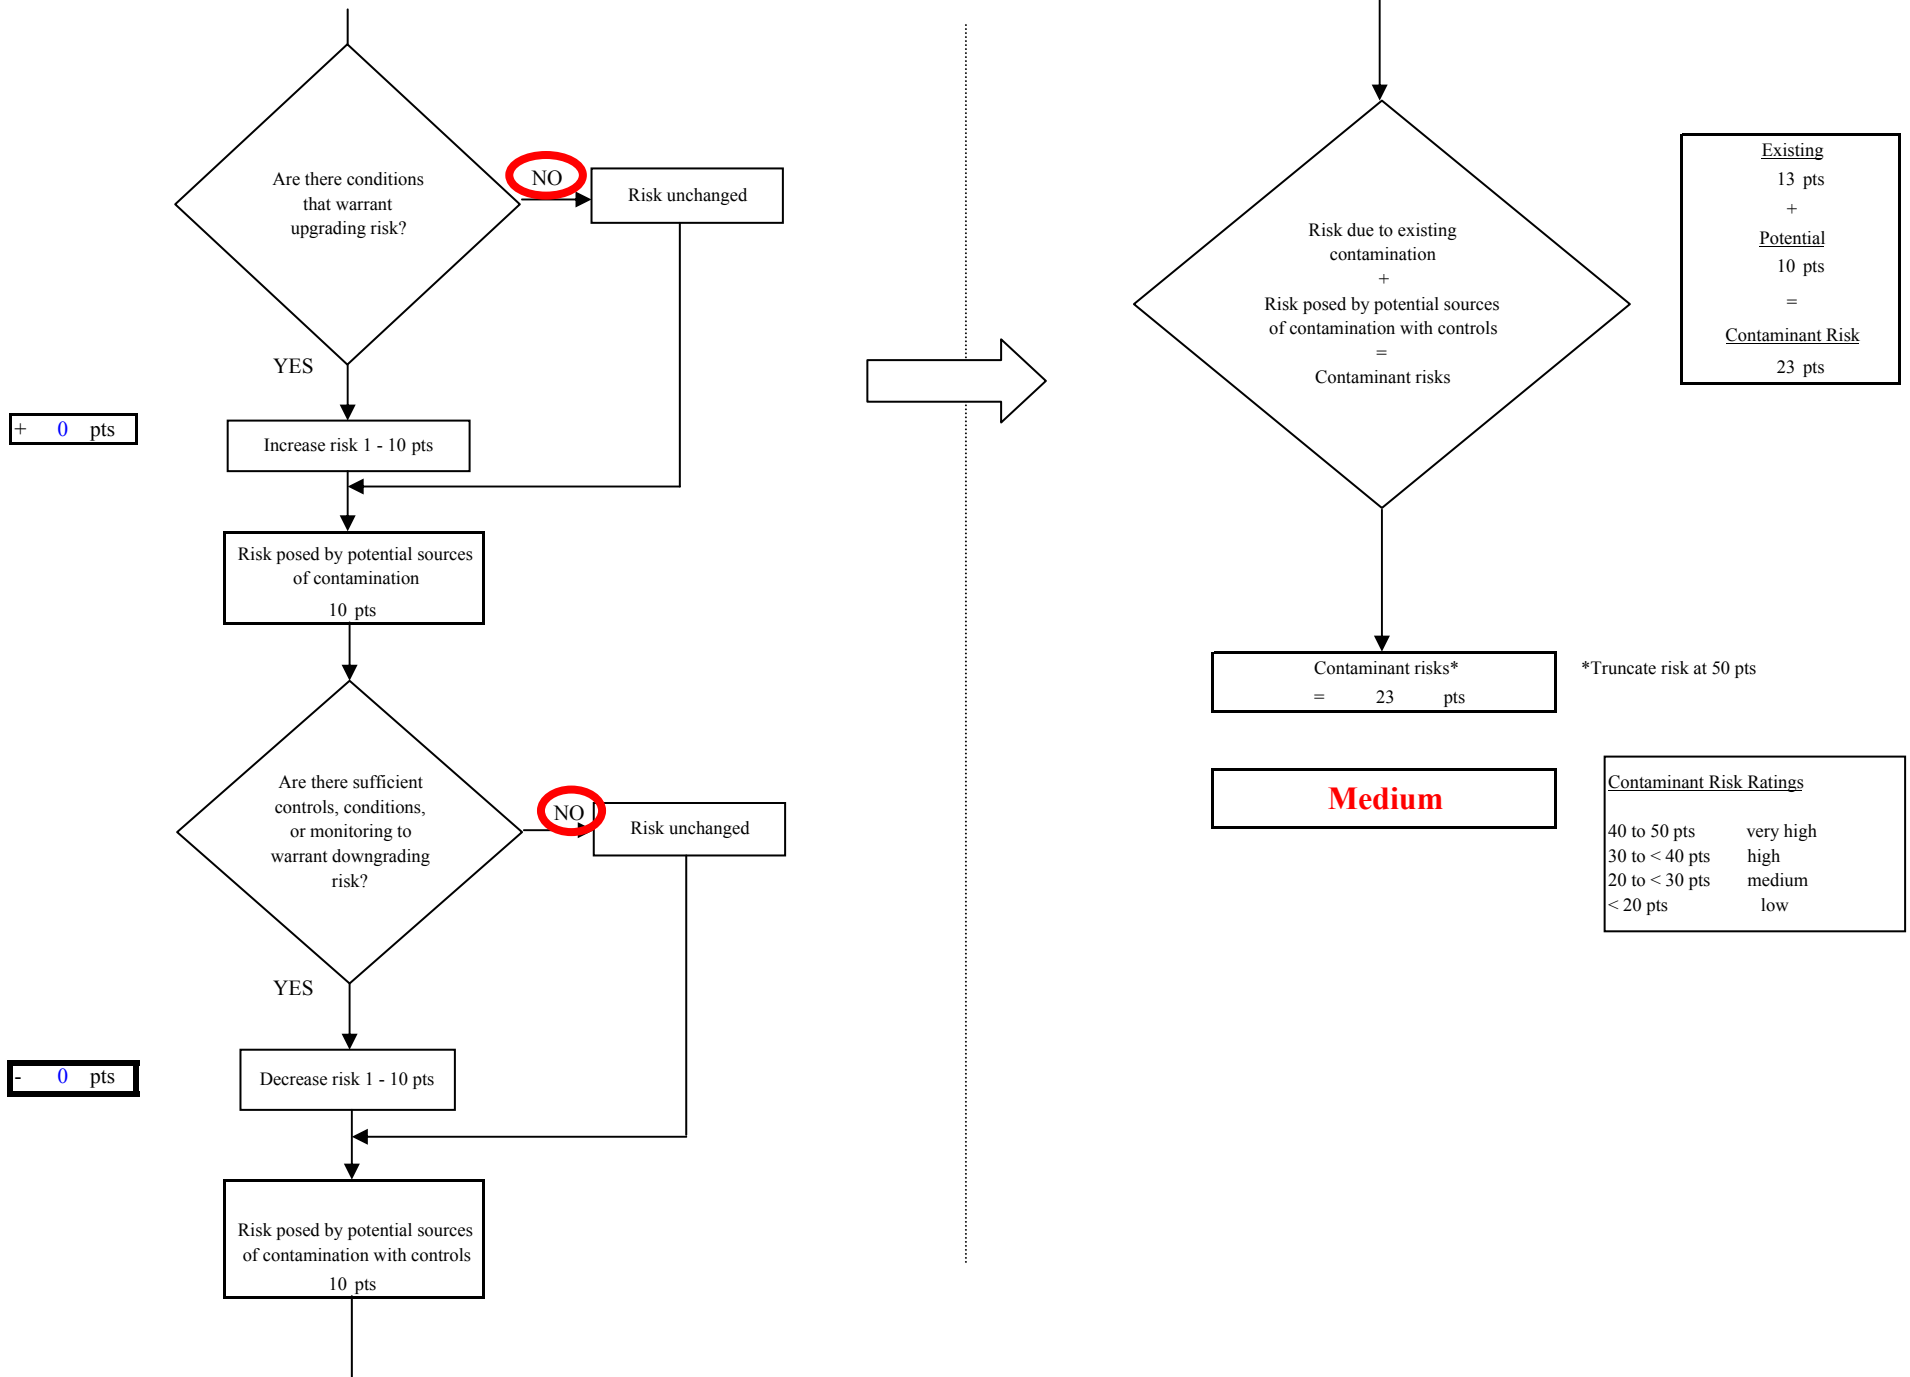 Are there conditions
that warrant
upgrading risk?
NO
Risk unchanged
YES
+ 0 pts
Increase risk 1 - 10 pts
Risk posed by potential sources
of contamination
10 pts
Are there sufficient
controls, conditions,
or monitoring to
warrant downgrading
risk?
NO
Risk unchanged
YES
- 0 pts
Decrease risk 1 - 10 pts
Risk posed by potential sources
of contamination with controls
10 pts
Risk due to existing
contamination
+
Risk posed by potential sources
of contamination with controls
=
Contaminant risks
Existing
13 pts
+
Potential
10 pts
=
Contaminant Risk
23 pts
Contaminant risks*
= 23 pts
*Truncate risk at 50 pts
Medium
Contaminant Risk Ratings
40 to 50 pts very high
30 to < 40 pts high
20 to < 30 pts medium
< 20 pts low